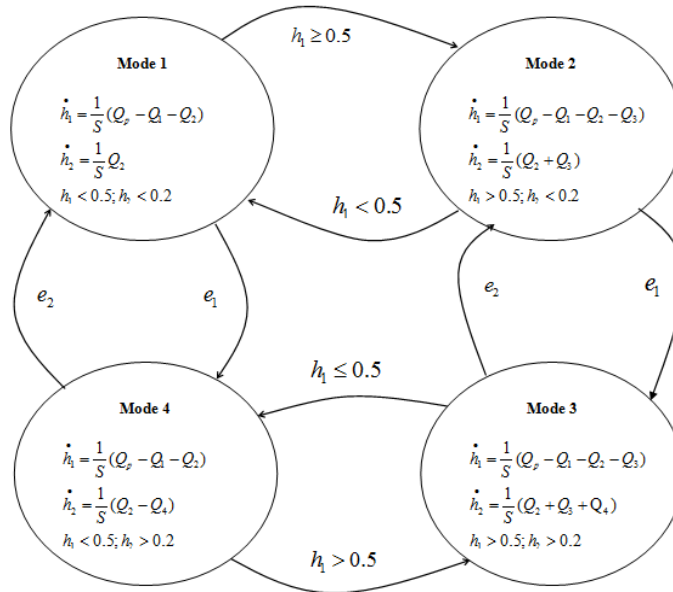 h₁ ≥ 0.5
Mode 1
ḣ₁ = 1/S (Qₚ − Q₁ − Q₂)
ḣ₂ = 1/S Q₂
h₁ < 0.5; h₂ < 0.2
Mode 2
ḣ₁ = 1/S (Qₚ − Q₁ − Q₂ − Q₃)
ḣ₂ = 1/S (Q₂ + Q₃)
h₁ > 0.5; h₂ < 0.2
h₁ < 0.5
e₂
e₁
e₂
e₁
h₁ ≤ 0.5
Mode 4
ḣ₁ = 1/S (Qₚ − Q₁ − Q₂)
ḣ₂ = 1/S (Q₂ − Q₄)
h₁ < 0.5; h₂ > 0.2
Mode 3
ḣ₁ = 1/S (Qₚ − Q₁ − Q₂ − Q₃)
ḣ₂ = 1/S (Q₂ + Q₃ + Q₄)
h₁ > 0.5; h₂ > 0.2
h₁ > 0.5